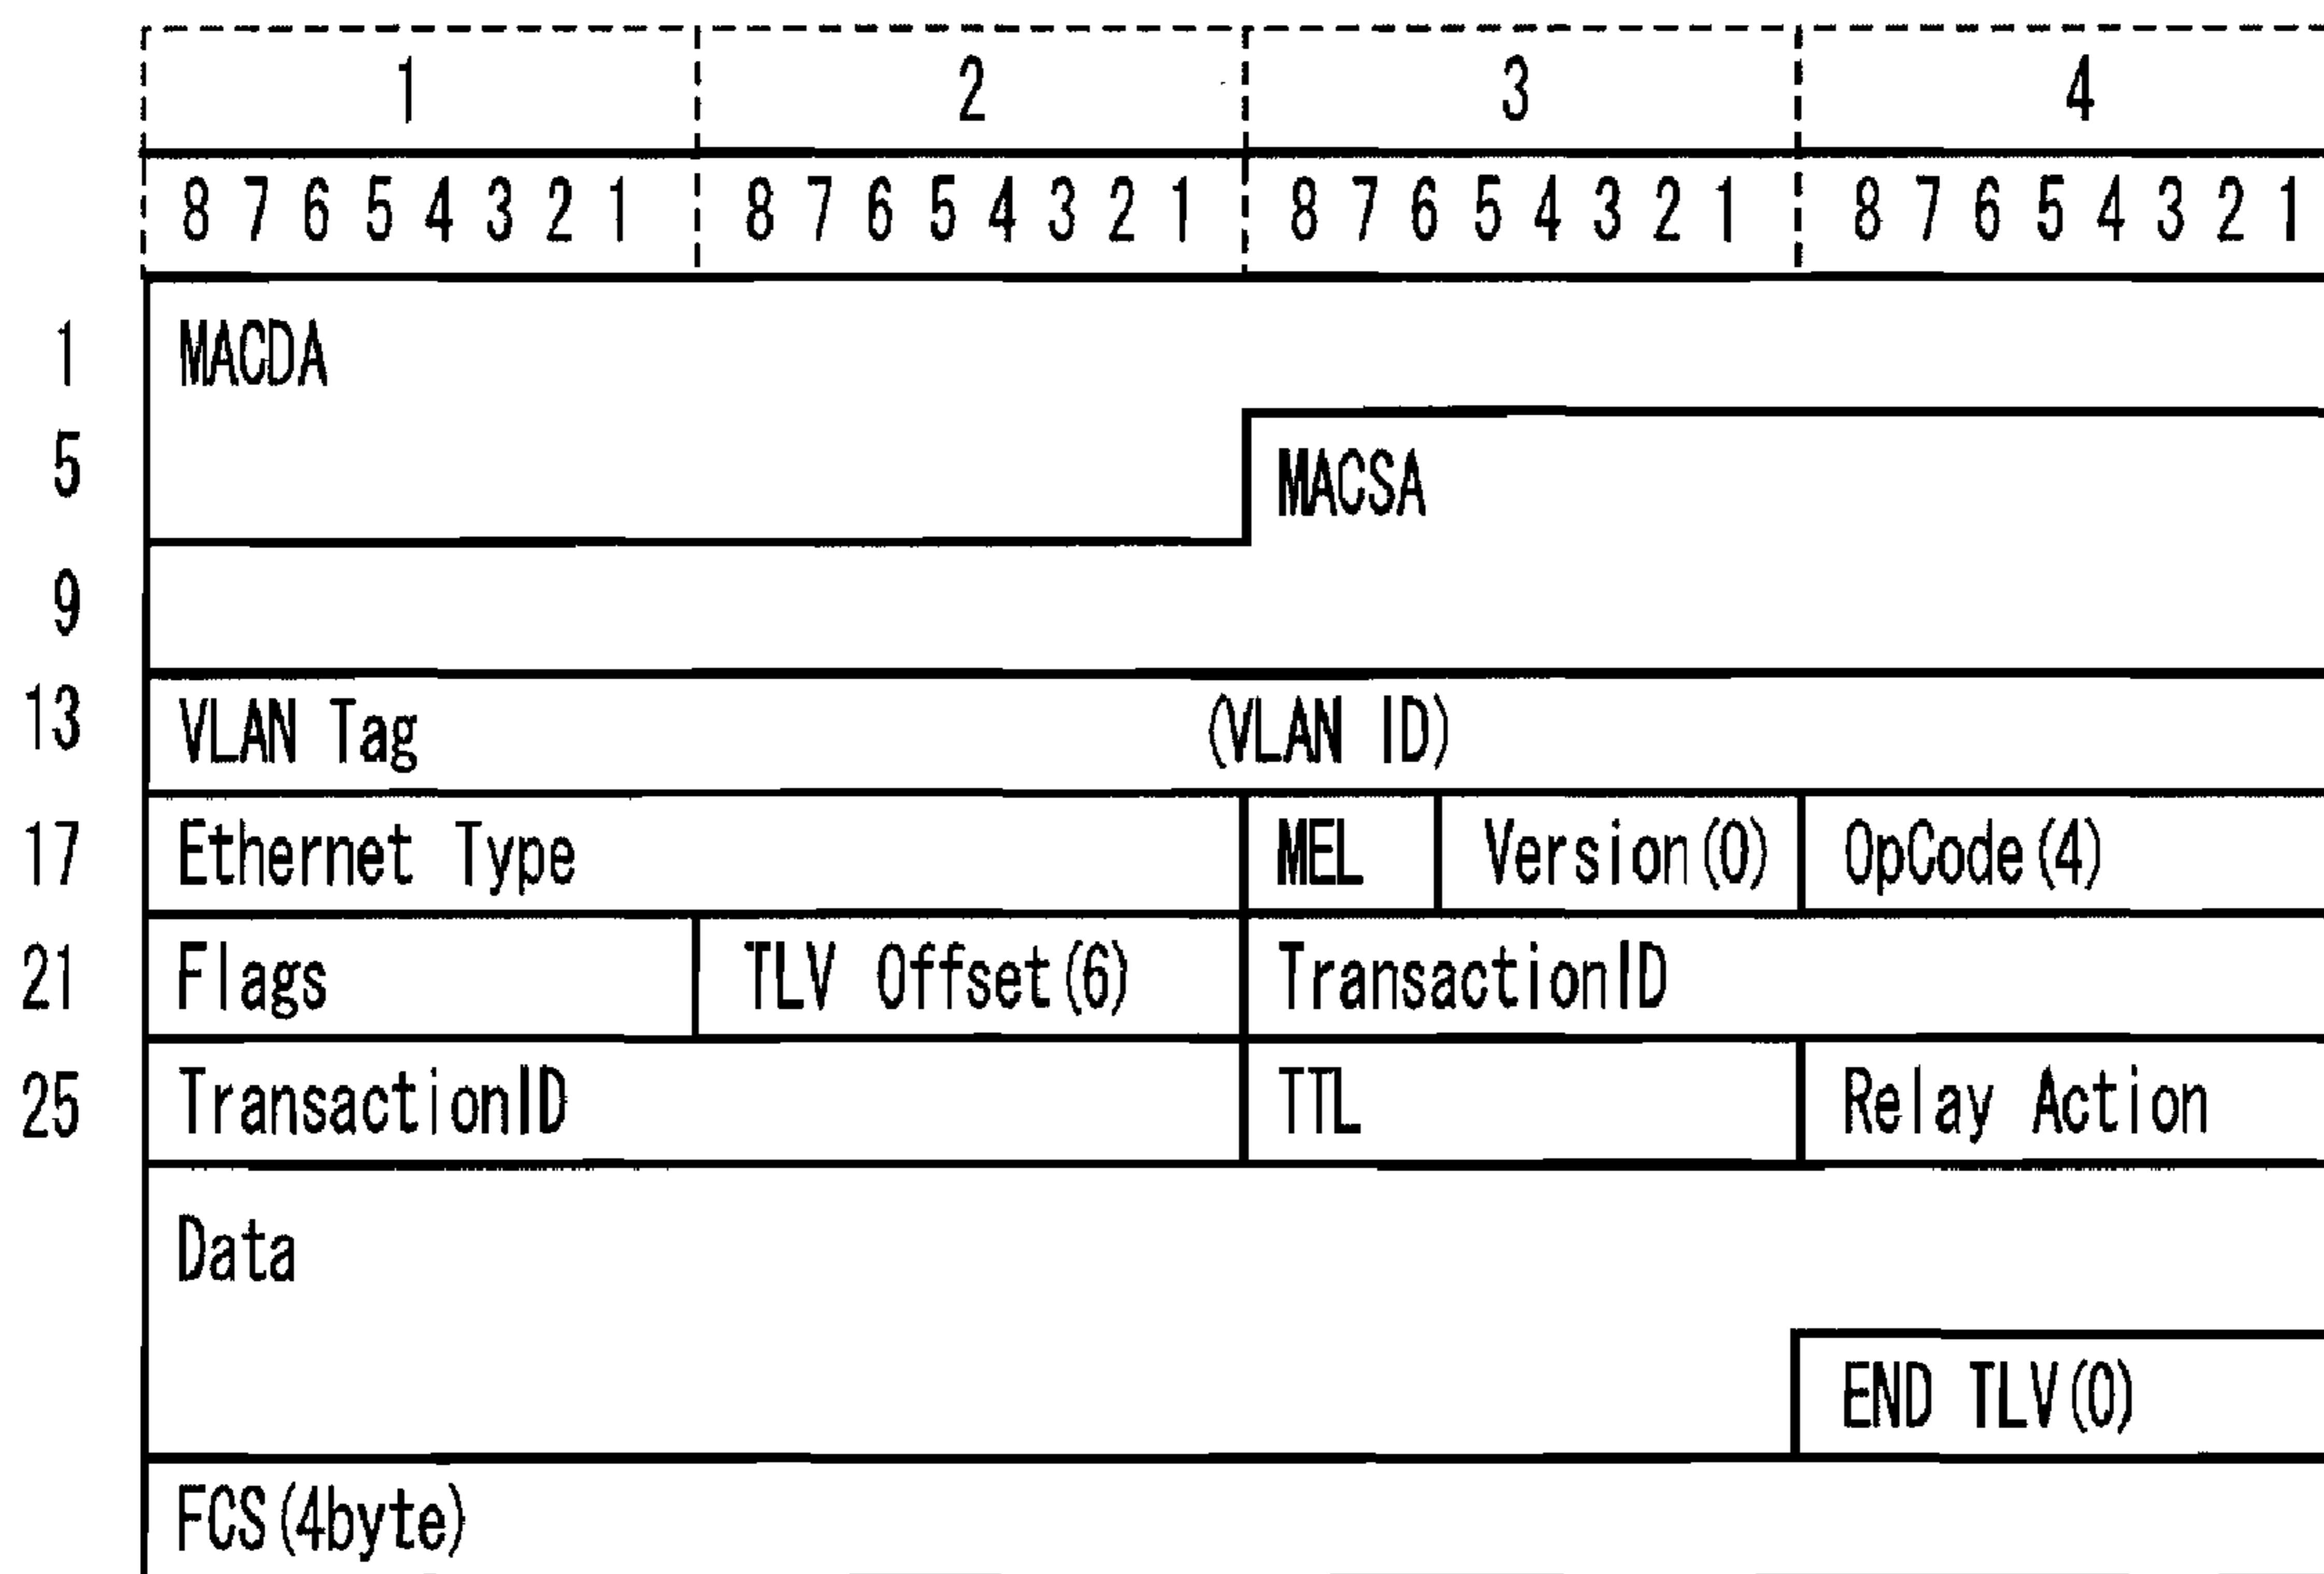 1 2 3 4
8 7 6 5 4 3 2 1 8 7 6 5 4 3 2 1 8 7 6 5 4 3 2 1 8 7 6 5 4 3 2 1
1 MACDA
5 MACSA
9
13 VLAN Tag (VLAN ID)
17 Ethernet Type MEL Version(0) OpCode(4)
21 Flags TLV Offset(6) TransactionID
25 TransactionID TTL Relay Action
Data
END TLV(0)
FCS(4byte)